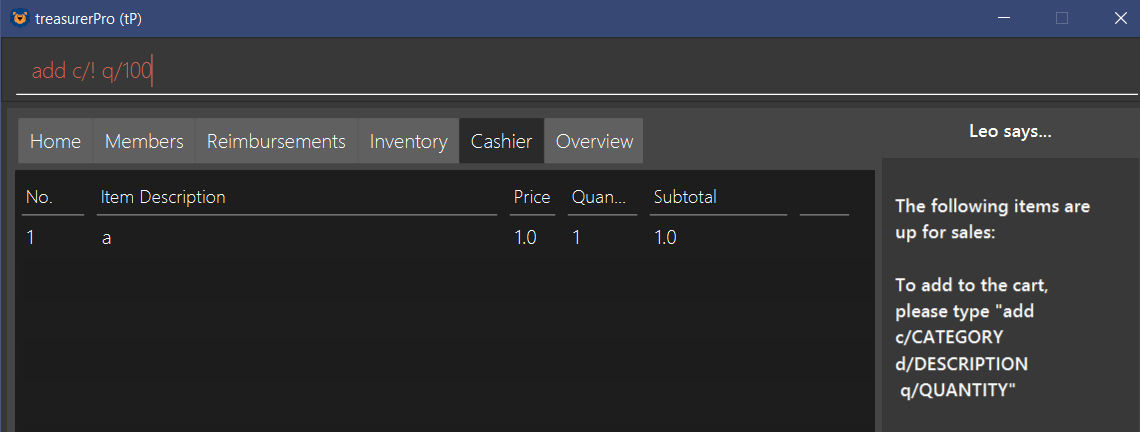 treasurerPro (tP)
add c/! q/100
Home Members Reimbursements Inventory Cashier Overview
No. Item Description Price Quan... Subtotal
1 a 1.0 1 1.0
Leo says...
The following items are
up for sales:
To add to the cart,
please type "add
c/CATEGORY
d/DESCRIPTION
q/QUANTITY"